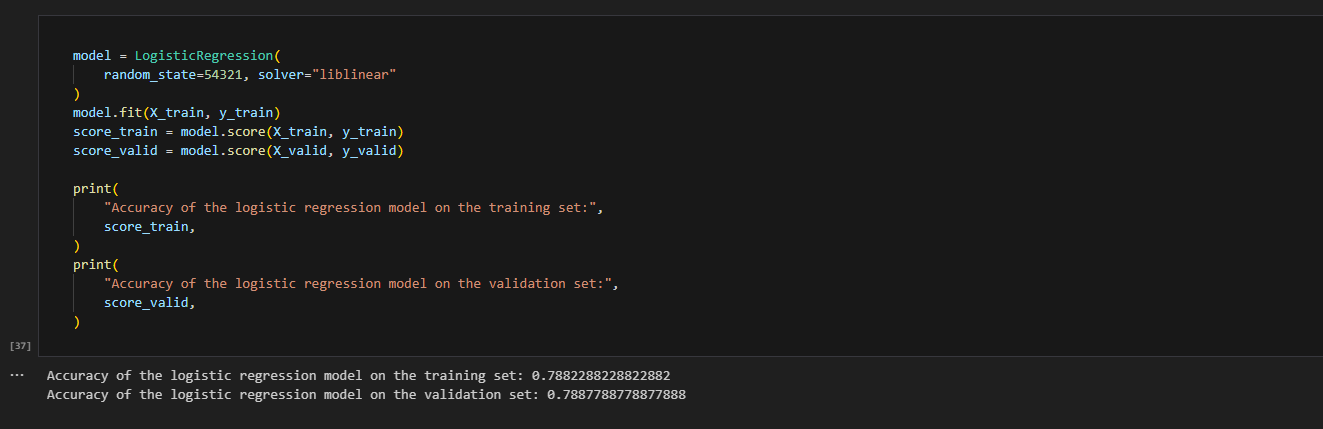 model = LogisticRegression(
    random_state=54321, solver="liblinear"
)
model.fit(X_train, y_train)
score_train = model.score(X_train, y_train)
score_valid = model.score(X_valid, y_valid)

print(
    "Accuracy of the logistic regression model on the training set:",
    score_train,
)
print(
    "Accuracy of the logistic regression model on the validation set:",
    score_valid,
)
[37]
... Accuracy of the logistic regression model on the training set: 0.7882288228822882
Accuracy of the logistic regression model on the validation set: 0.7887788778877888